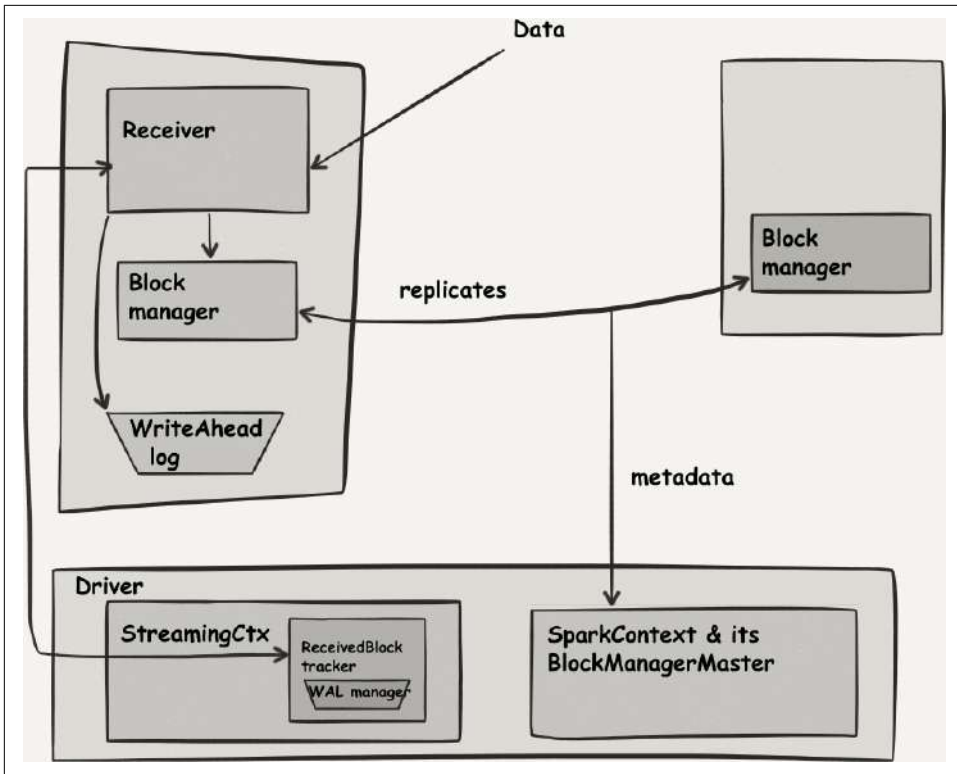 Data
Receiver
Block
manager
replicates
Block
manager
WriteAhead
log
metadata
Driver
StreamingCtx
ReceivedBlock
tracker
WAL manager
SparkContext & its
BlockManagerMaster